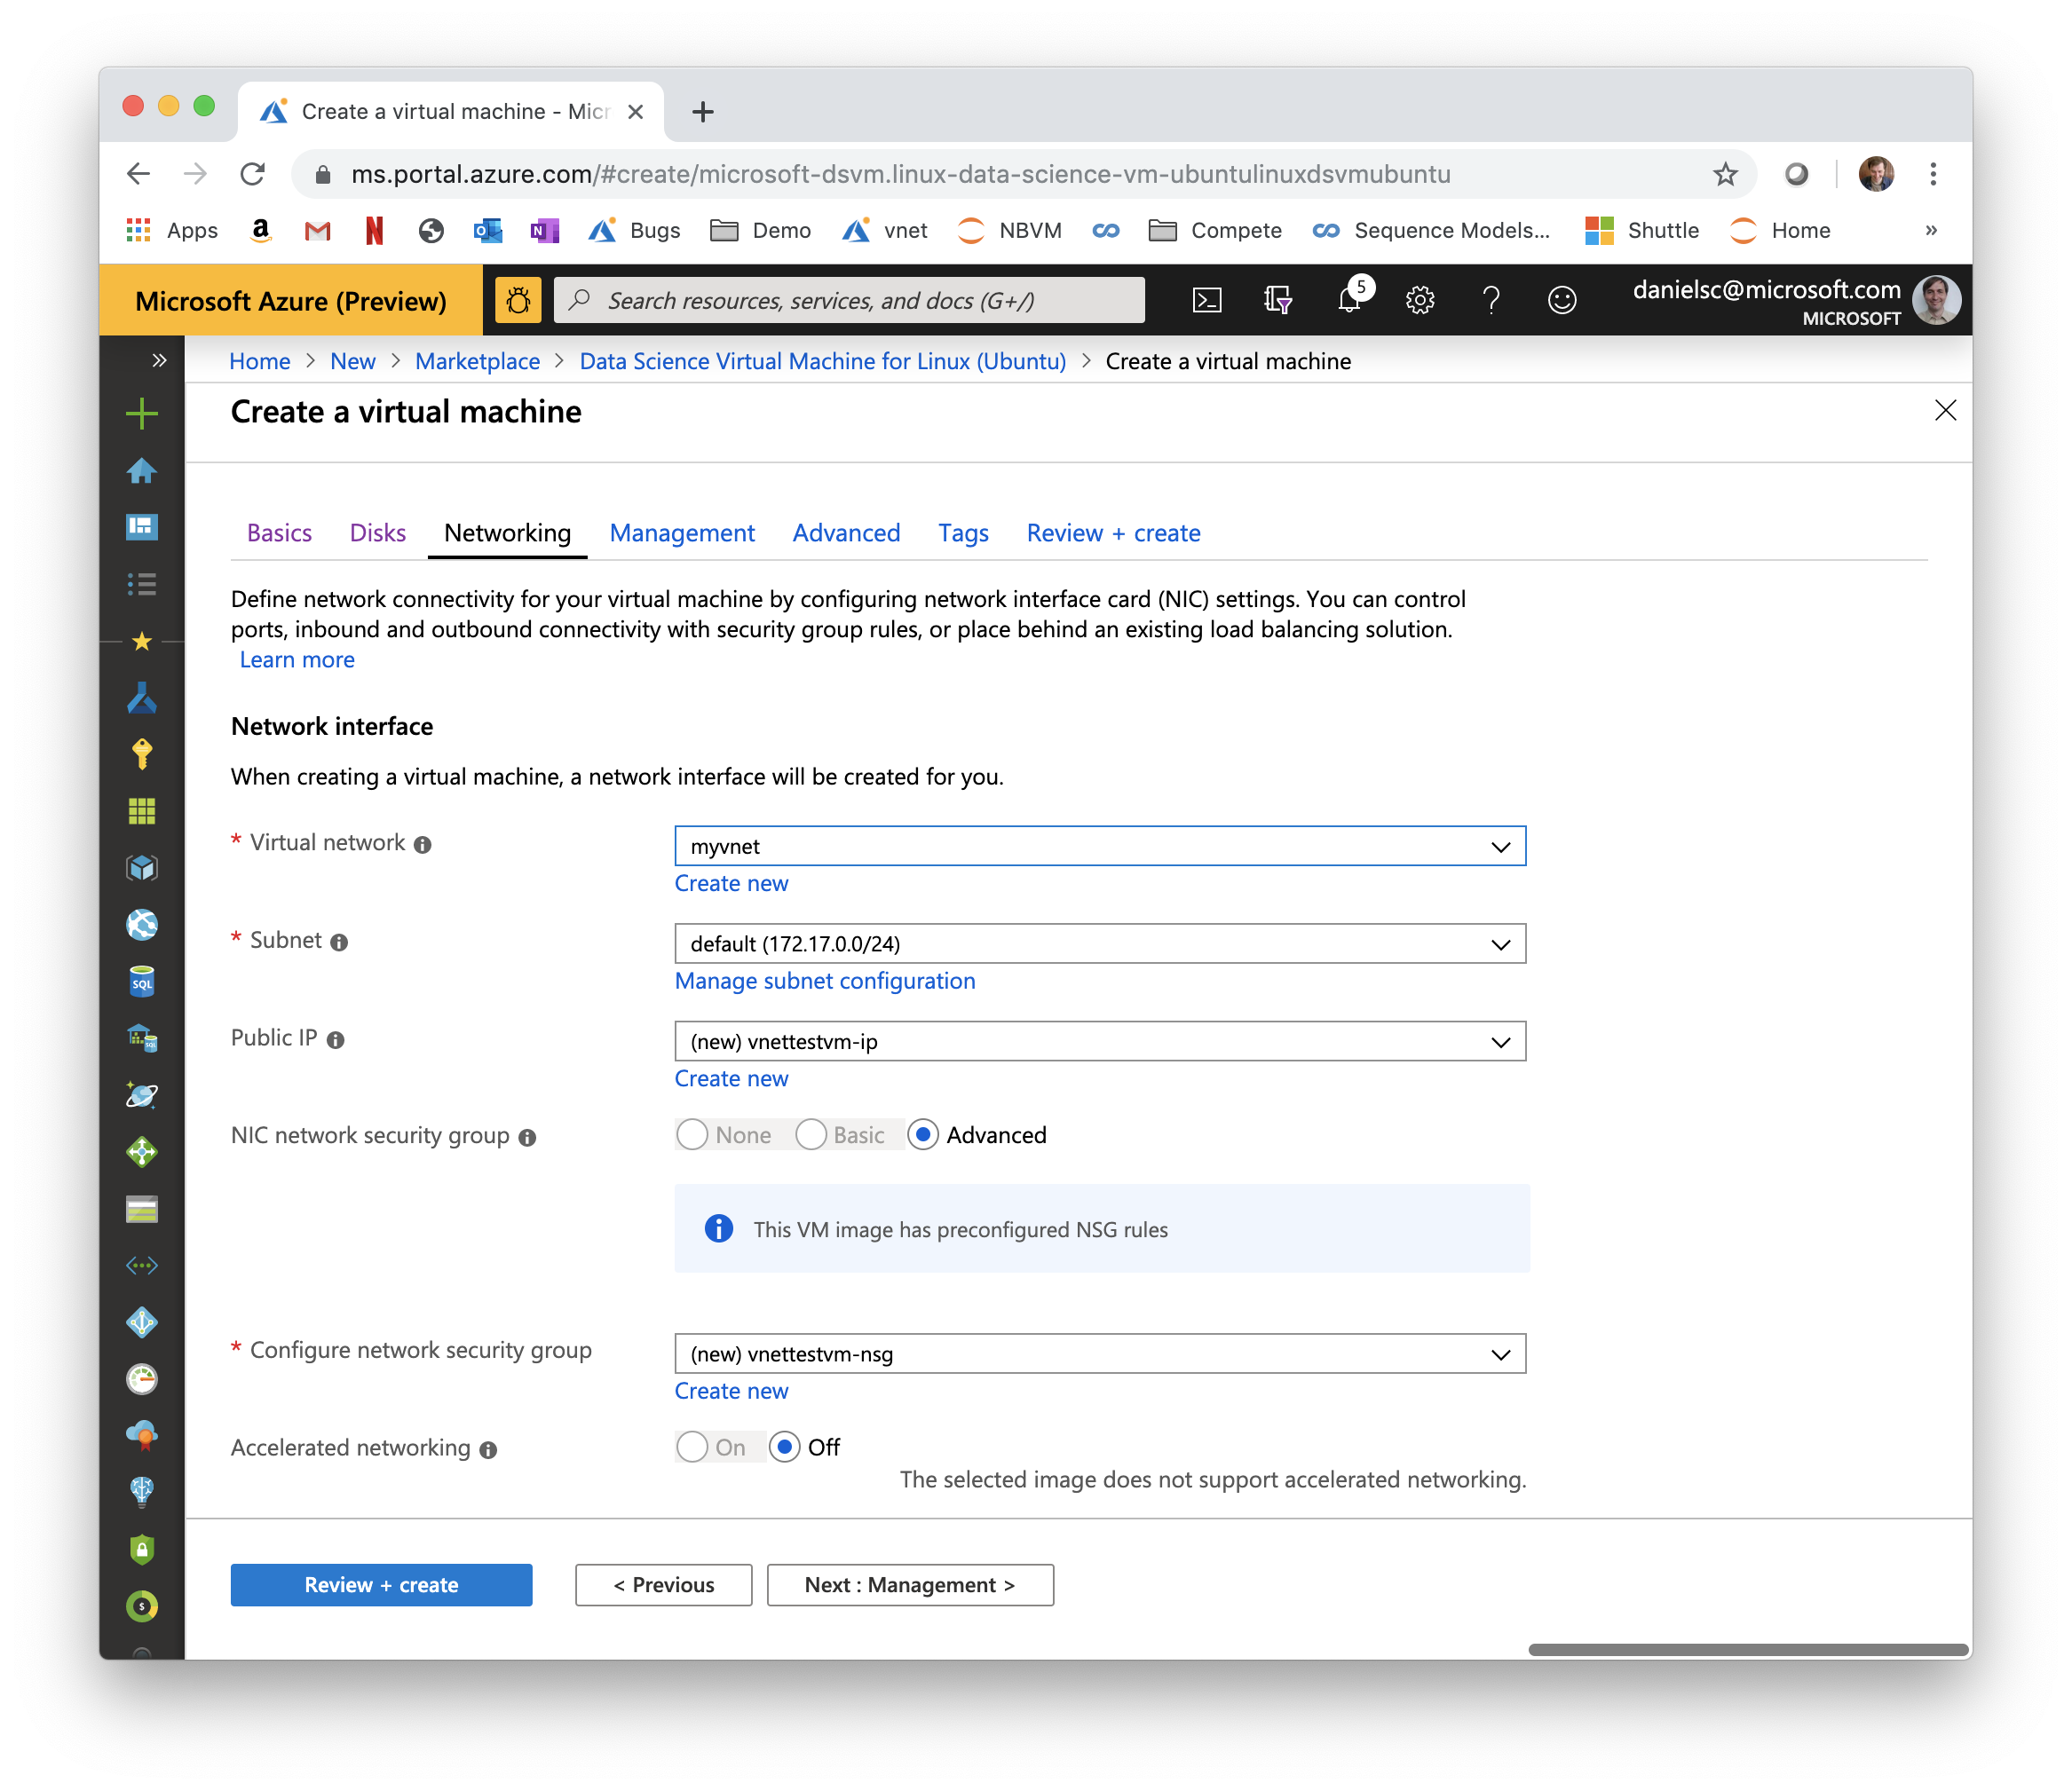 Create a virtual machine - Micr
ms.portal.azure.com/#create/microsoft-dsvm.linux-data-science-vm-ubuntulinuxdsvmubuntu
Apps Bugs Demo vnet NBVM Compete Sequence Models... Shuttle Home »
Microsoft Azure (Preview)
Search resources, services, and docs (G+/)
5
danielsc@microsoft.com
MICROSOFT
Home > New > Marketplace > Data Science Virtual Machine for Linux (Ubuntu) > Create a virtual machine
Create a virtual machine
Basics Disks Networking Management Advanced Tags Review + create
Define network connectivity for your virtual machine by configuring network interface card (NIC) settings. You can control
ports, inbound and outbound connectivity with security group rules, or place behind an existing load balancing solution.
Learn more
Network interface
When creating a virtual machine, a network interface will be created for you.
* Virtual network
myvnet
Create new
* Subnet
default (172.17.0.0/24)
Manage subnet configuration
Public IP
(new) vnettestvm-ip
Create new
NIC network security group
None Basic Advanced
This VM image has preconfigured NSG rules
* Configure network security group
(new) vnettestvm-nsg
Create new
Accelerated networking
On Off
The selected image does not support accelerated networking.
Review + create
< Previous
Next : Management >
SQL